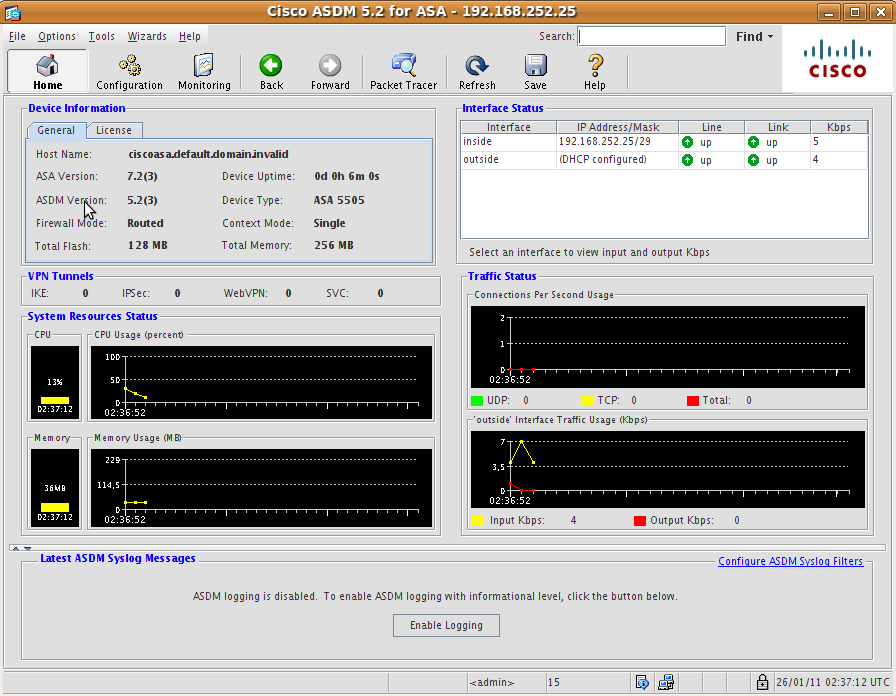 Cisco ASDM 5.2 for ASA - 192.168.252.25
File Options Tools Wizards Help
Search: Find
CISCO
Home Configuration Monitoring Back Forward Packet Tracer Refresh Save Help
Device Information
General License
Host Name: ciscoasa.default.domain.invalid
ASA Version: 7.2(3) Device Uptime: 0d 0h 6m 0s
ASDM Version: 5.2(3) Device Type: ASA 5505
Firewall Mode: Routed Context Mode: Single
Total Flash: 128 MB Total Memory: 256 MB
Interface Status
Interface IP Address/Mask Line Link Kbps
inside 192.168.252.25/29 up up 5
outside (DHCP configured) up up 4
Select an interface to view input and output Kbps
VPN Tunnels
IKE: 0 IPSec: 0 WebVPN: 0 SVC: 0
System Resources Status
CPU
13%
02:37:12
CPU Usage (percent)
100
50
0
02:36:52
Memory
36MB
02:37:12
Memory Usage (MB)
229
114,5
0
02:36:52
Traffic Status
Connections Per Second Usage
2
1
0
02:36:52
UDP: 0 TCP: 0 Total: 0
'outside' Interface Traffic Usage (Kbps)
7
3,5
0
02:36:52
Input Kbps: 4 Output Kbps: 0
Latest ASDM Syslog Messages
Configure ASDM Syslog Filters
ASDM logging is disabled. To enable ASDM logging with informational level, click the button below.
Enable Logging
<admin> 15 26/01/11 02:37:12 UTC